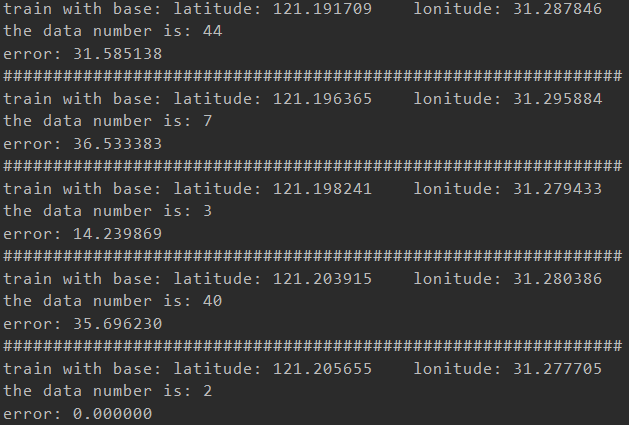 train with base: latitude: 121.191709    lonitude: 31.287846
the data number is: 44
error: 31.585138
##############################################################
train with base: latitude: 121.196365    lonitude: 31.295884
the data number is: 7
error: 36.533383
##############################################################
train with base: latitude: 121.198241    lonitude: 31.279433
the data number is: 3
error: 14.239869
##############################################################
train with base: latitude: 121.203915    lonitude: 31.280386
the data number is: 40
error: 35.696230
##############################################################
train with base: latitude: 121.205655    lonitude: 31.277705
the data number is: 2
error: 0.000000